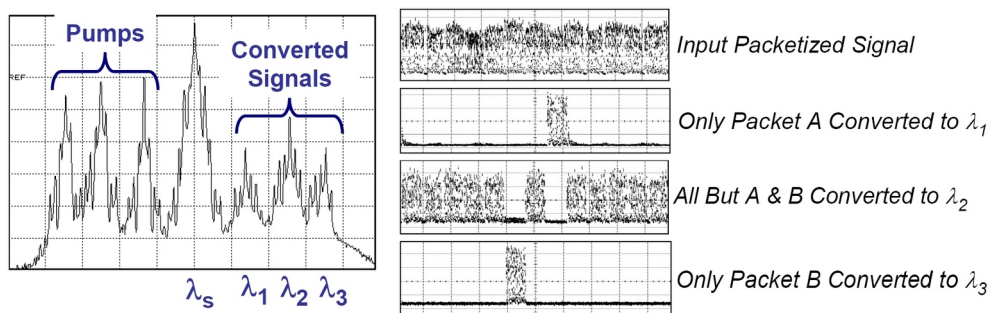 Pumps
Converted
Signals
REF
λs λ1 λ2 λ3
Input Packetized Signal
Only Packet A Converted to λ1
All But A & B Converted to λ2
Only Packet B Converted to λ3